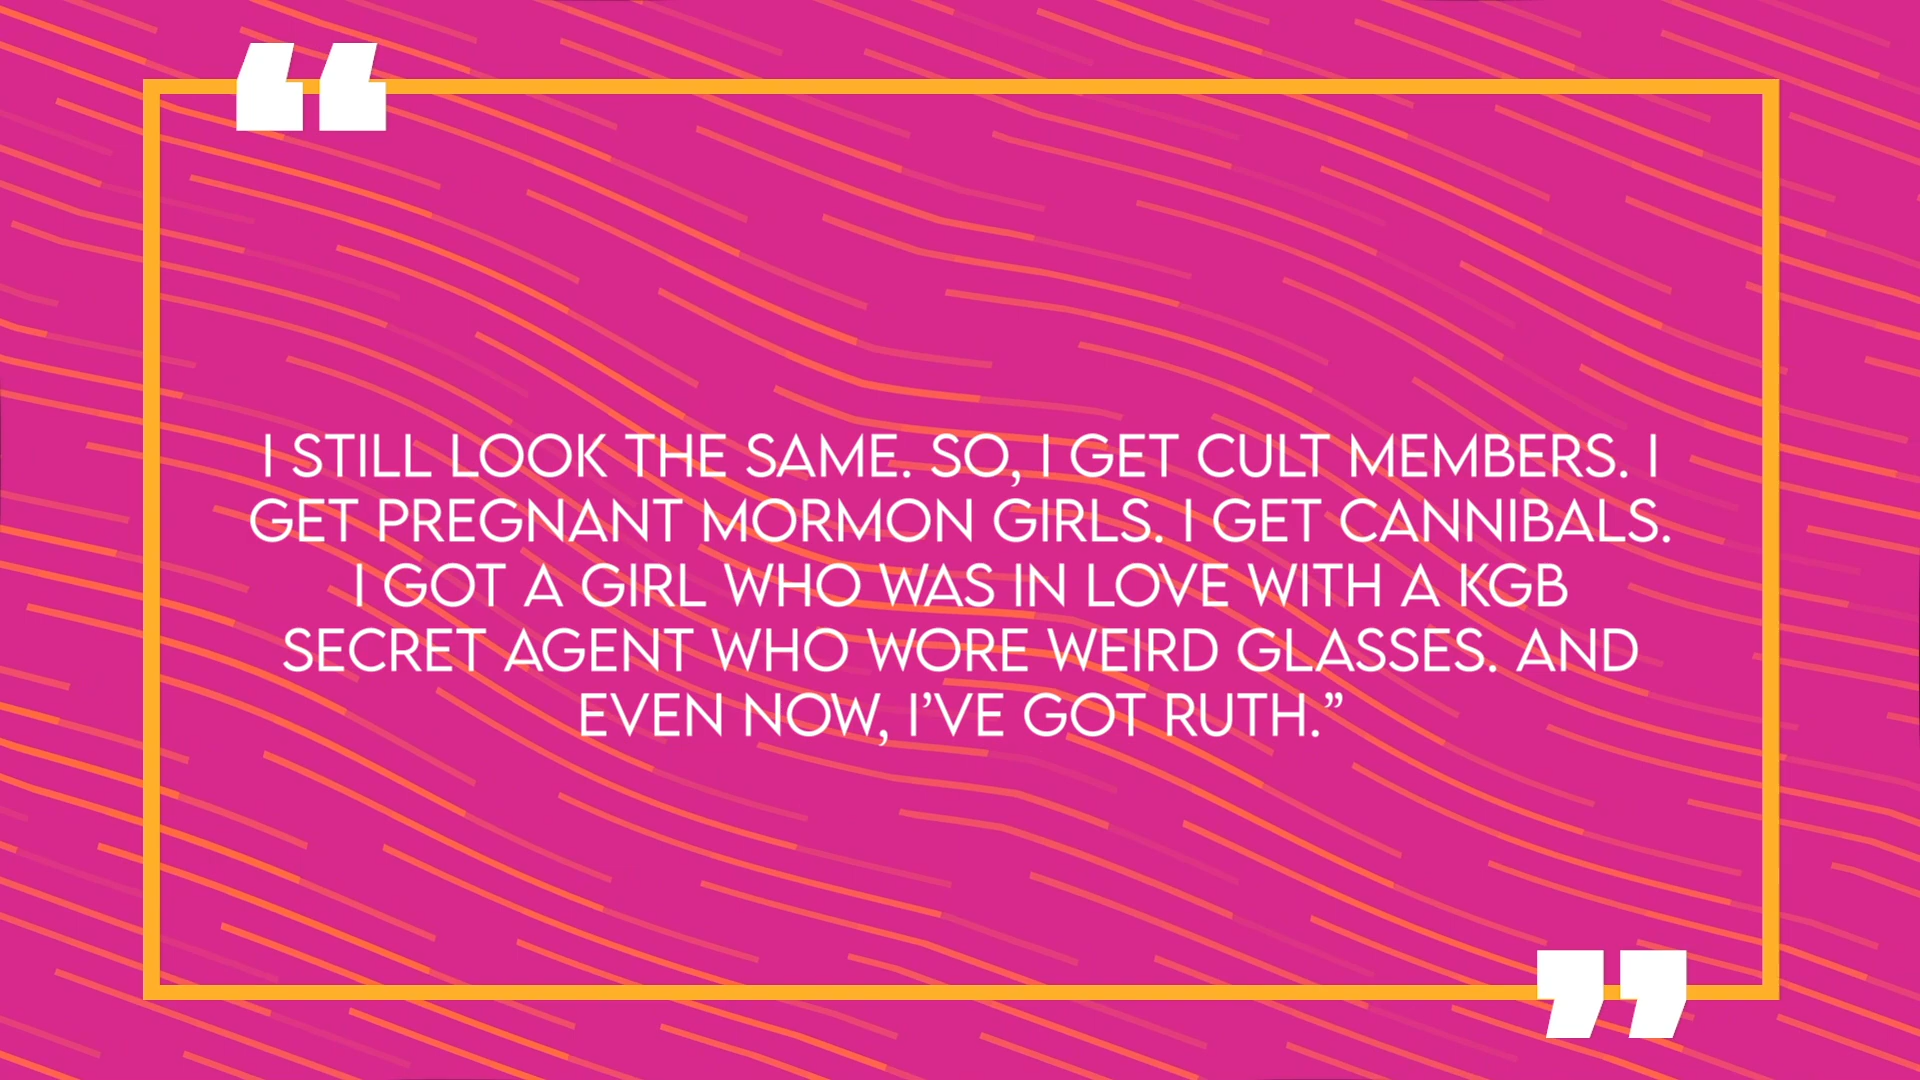 “
I STILL LOOK THE SAME. SO, I GET CULT MEMBERS. I
GET PREGNANT MORMON GIRLS. I GET CANNIBALS.
I GOT A GIRL WHO WAS IN LOVE WITH A KGB
SECRET AGENT WHO WORE WEIRD GLASSES. AND
EVEN NOW, I’VE GOT RUTH.”
”